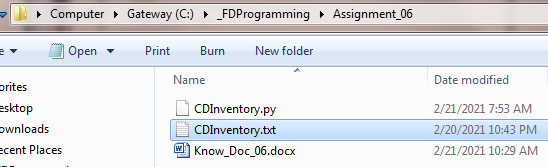 Computer ▸ Gateway (C:) ▸ _FDProgramming ▸ Assignment_06
Open Print Burn New folder
Name Date modified
CDInventory.py 2/21/2021 7:53 AM
CDInventory.txt 2/20/2021 10:43 PM
Know_Doc_06.docx 2/21/2021 10:29 AM
orites
esktop
ownloads
ecent Places